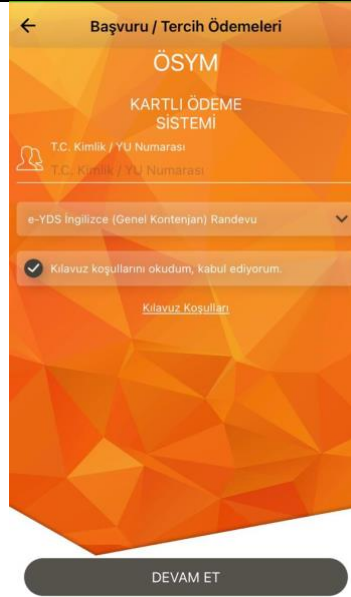 Başvuru / Tercih Ödemeleri
ÖSYM
KARTLI ÖDEME
SİSTEMİ
T.C. Kimlik / YU Numarası
T.C. Kimlik / YU Numarası
e-YDS İngilizce (Genel Kontenjan) Randevu
Kılavuz koşullarını okudum, kabul ediyorum.
Kılavuz Koşulları
DEVAM ET